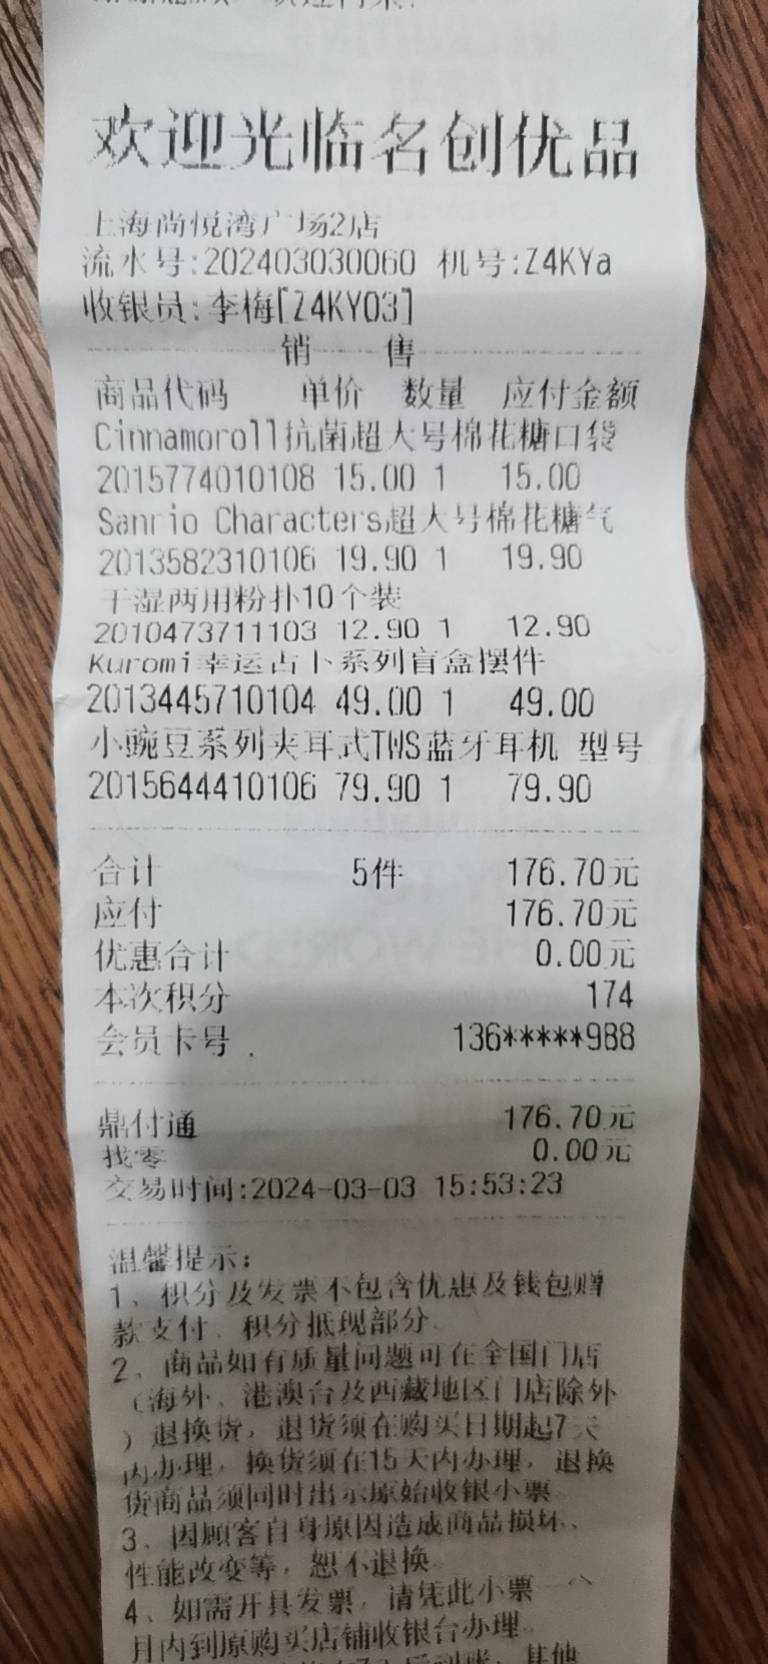 欢迎光临名创优品
上海尚悦湾广场2店
流水号:202403030060 机号:Z4KYa
收银员:李梅[Z4KY03]
销 售
商品代码 单价 数量 应付金额
Cinnamoroll抗菌超大号棉花糖口袋
2015774010108 15.00 1 15.00
Sanrio Characters超大号棉花糖气
2013582310106 19.90 1 19.90
干湿两用粉扑10个装
2010473711103 12.90 1 12.90
Kuromi幸运占卜系列盲盒摆件
2013445710104 49.00 1 49.00
小豌豆系列夹耳式TWS蓝牙耳机 型号
2015644410106 79.90 1 79.90
合计 5件 176.70元
应付 176.70元
优惠合计 0.00元
本次积分 174
会员卡号 136*****988
鼎付通 176.70元
找零 0.00元
交易时间:2024-03-03 15:53:23
温馨提示:
1、积分及发票不包含优惠及钱包赠
款支付、积分抵现部分
2、商品如有质量问题可在全国门店
(海外、港澳台及西藏地区门店除外
)退换货,退货须在购买日期起7天
内办理,换货须在15天内办理,退换
货商品须同时出示原始收银小票
3、因顾客自身原因造成商品损坏、
性能改变等,恕不退换
4、如需开具发票,请凭此小票一个
月内到原购买店铺收银台办理